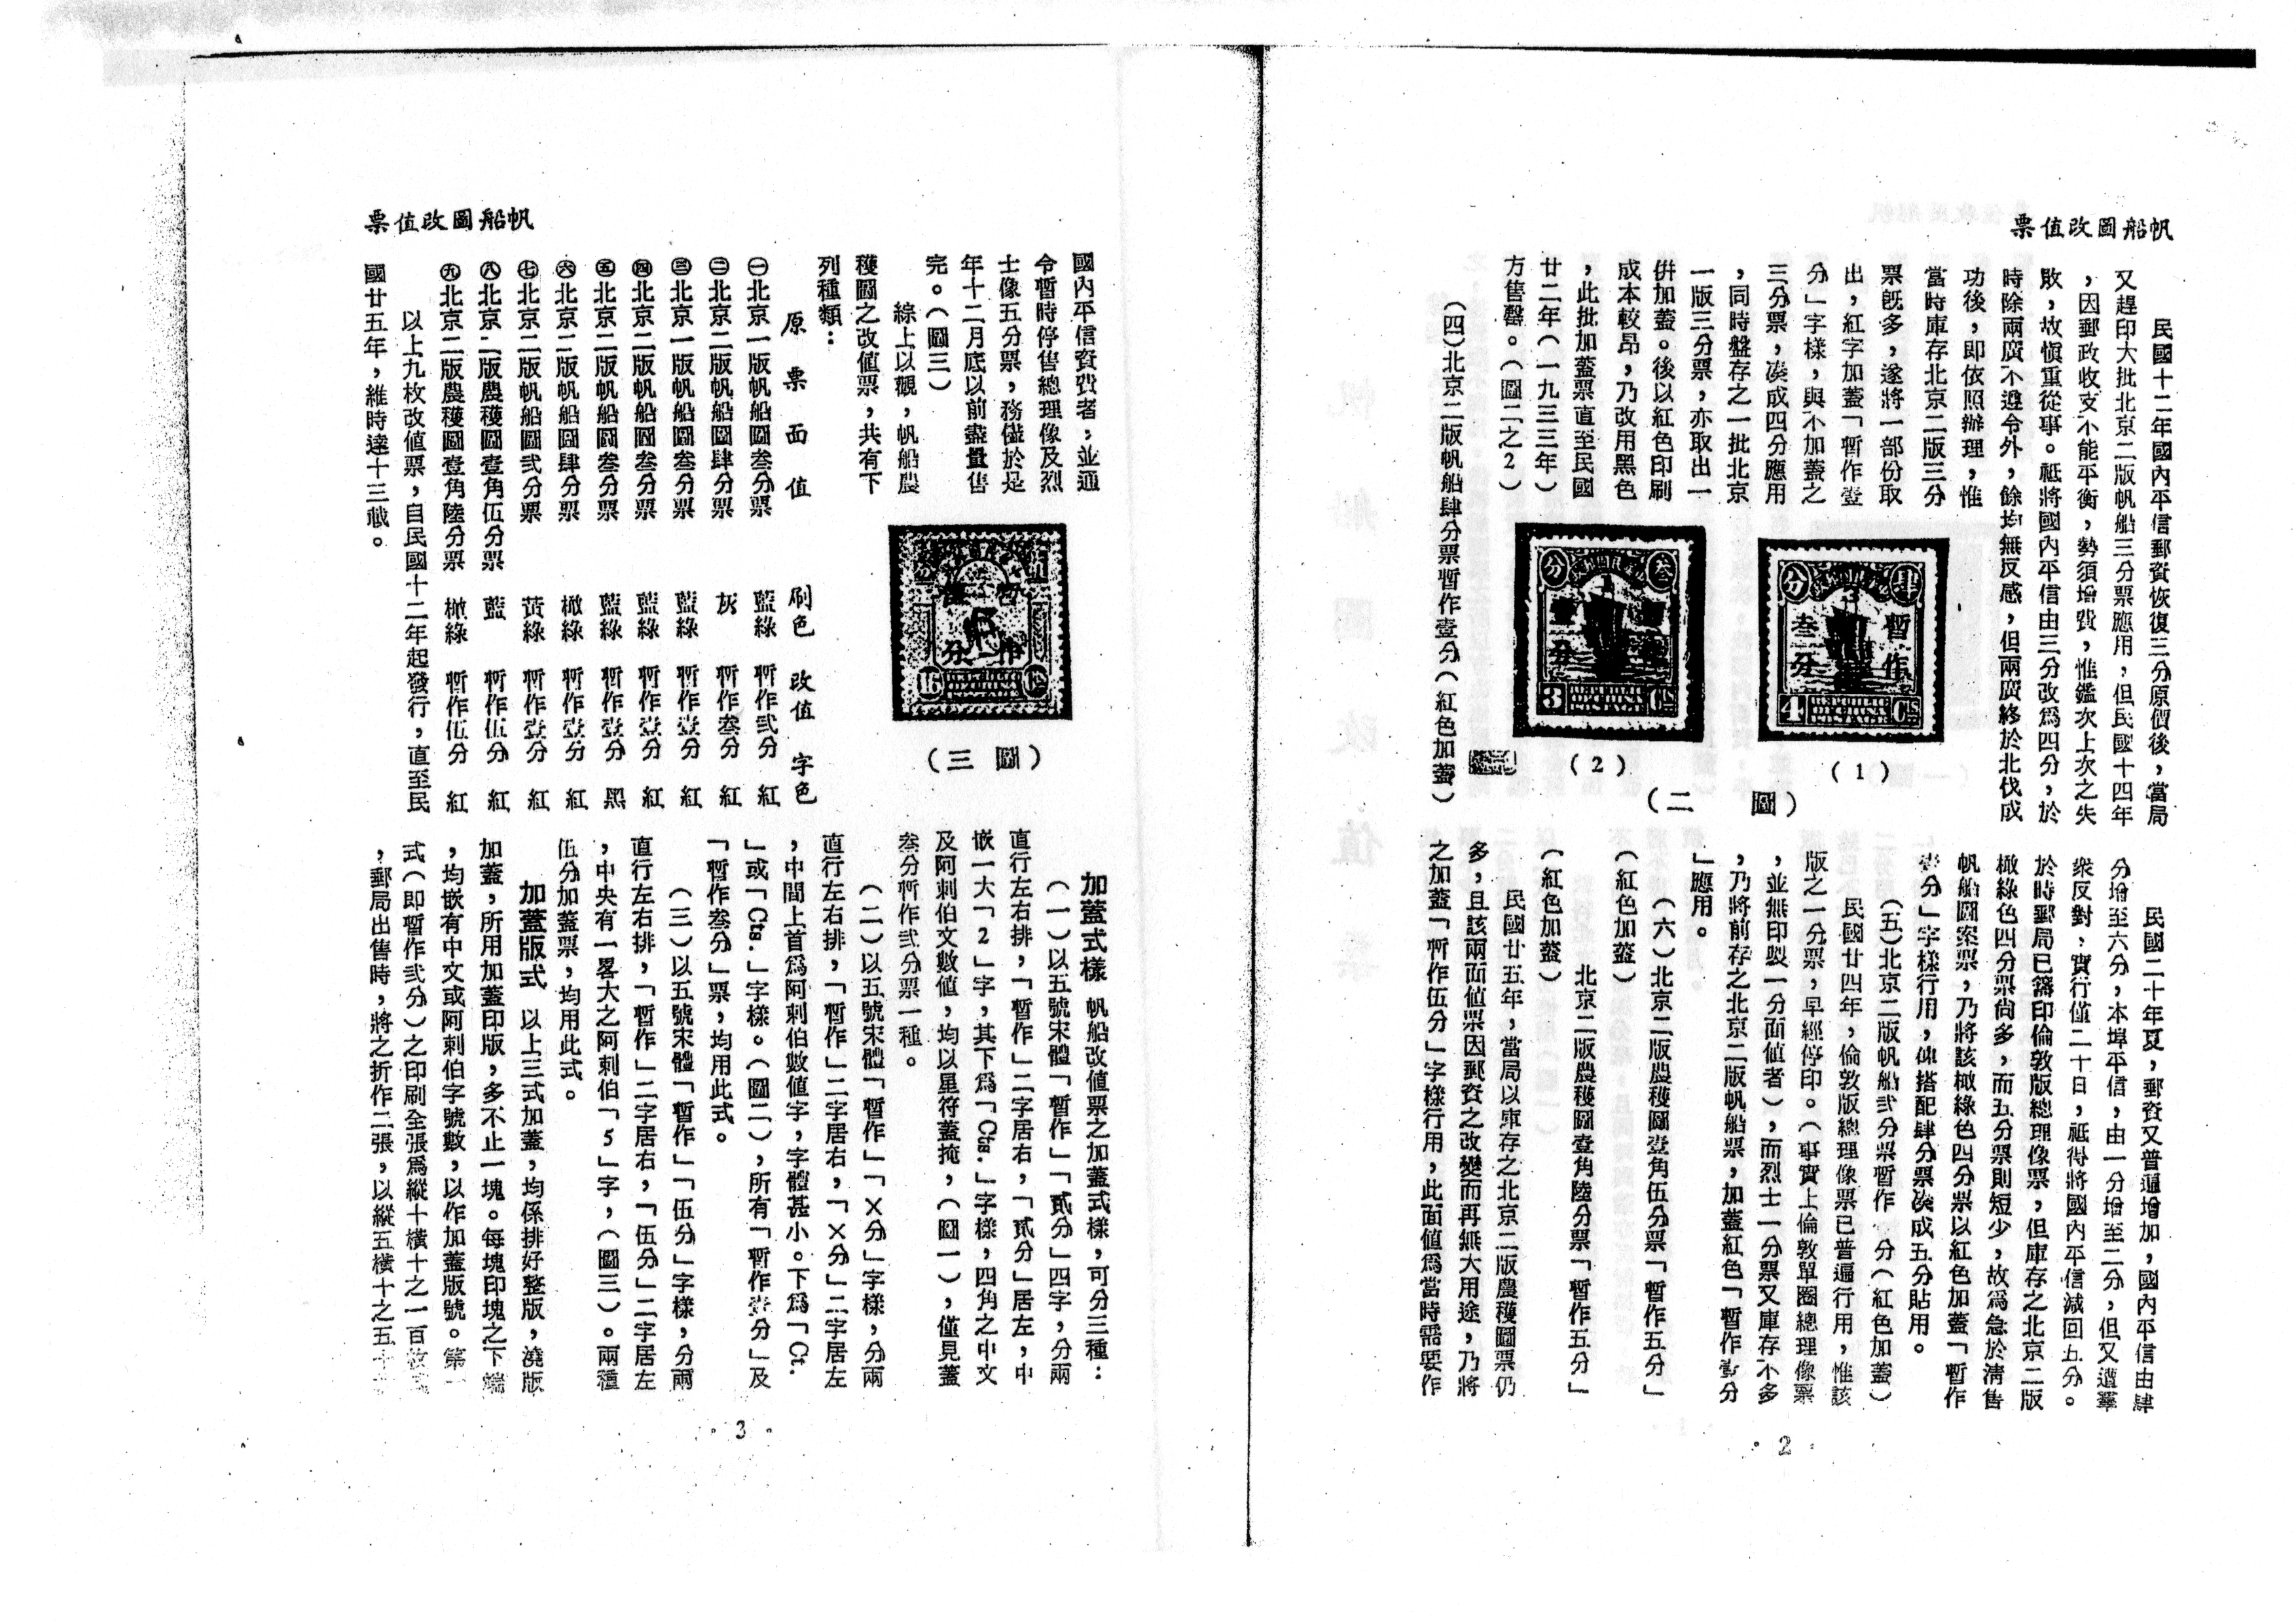 帆船圖改值票
民國十二年國內平信郵資恢復三分原價後，當局
又趕印大批北京二版帆船三分票應用，但民國十四年
，因郵政收支不能平衡，勢須增費，惟鑑次上次之失
敗，故慎重從事。祗將國內平信由三分改為四分，於
時除兩廣不遵令外，餘均無反感，但兩廣終於北伐成
功後，即依照辦理，惟
當時庫存北京二版三分
票旣多，遂將一部份取
出，紅字加蓋「暫作壹
分」字樣，與不加蓋之
三分票，湊成四分應用
，同時盤存之一批北京
一版三分票，亦取出一
併加蓋。後以紅色印刷
成本較昂，乃改用黑色
，此批加蓋票直至民國
廿二年（一九三三年）
方售罄。（圖二之2）
（四）北京二版帆船肆分票暫作壹分（紅色加蓋）
分 肆
暫作
叁分
4 Cts
(1)
分 叁
3 Cts
(2)
（圖二）
民國二十年夏，郵資又普遍增加，國內平信由肆
分增至六分，本埠平信，由一分增至二分，但又遭羣
衆反對，實行僅二十日，祗得將國內平信減回五分。
於時郵局已籌印倫敦版總理像票，但庫存之北京二版
橄綠色四分票尚多，而五分票則短少，故為急於清售
帆船圖案票，乃將該橄綠色四分票以紅色加蓋「暫作
壹分」字樣行用，俾搭配肆分票湊成五分貼用。
（五）北京二版帆船弍分票暫作 分（紅色加蓋）
民國廿四年，倫敦版總理像票已普遍行用，惟該
版之一分票，早經停印。（事實上倫敦單圈總理像票
，並無印製一分面值者），而烈士一分票又庫存不多
，乃將前存之北京二版帆船票，加蓋紅色「暫作壹分
」應用。
（六）北京二版農穫圖壹角伍分票「暫作五分」
（紅色加蓋）
北京二版農穫圖壹角陸分票「暫作五分」
（紅色加蓋）
民國廿五年，當局以庫存之北京二版農穫圖票仍
多，且該兩面值票因郵資之改變而再無大用途，乃將
之加蓋「暫作伍分」字樣行用，此面值為當時需要作
• 2 •
帆船圖改值票
國內平信資費者，並通
令暫時停售總理像及烈
士像五分票，務儘於是
年十二月底以前盡量售
完。（圖三）
綜上以觀，帆船農
穫圖之改值票，共有下
列種類：
16 Cts
（圖三）
原票面值 刷色 改值 字色
㊀北京一版帆船圖叁分票 藍綠 暫作弍分 紅
㊁北京二版帆船圖肆分票 灰 暫作叁分 紅
㊂北京一版帆船圖叁分票 藍綠 暫作壹分 紅
㊃北京二版帆船圖叁分票 藍綠 暫作壹分 紅
㊄北京二版帆船圖叁分票 藍綠 暫作壹分 黑
㊅北京二版帆船圖肆分票 橄綠 暫作壹分 紅
㊆北京二版帆船圖弍分票 黃綠 暫作壹分 紅
㊇北京二版農穫圖壹角伍分票 藍 暫作伍分 紅
㊈北京二版農穫圖壹角陸分票 橄綠 暫作伍分 紅
以上九枚改值票，自民國十二年起發行，直至民
國廿五年，維時達十三載。
加蓋式樣 帆船改值票之加蓋式樣，可分三種：
（一）以五號宋體「暫作」「貳分」四字，分兩
直行左右排，「暫作」二字居右，「貳分」居左，中
嵌一大「2」字，其下為「Cts.」字樣，四角之中文
及阿刺伯文數值，均以星符蓋掩，（圖一），僅見蓋
叁分暫作弍分票一種。
（二）以五號宋體「暫作」「X分」字樣，分兩
直行左右排，「暫作」二字居右，「X分」二字居左
，中間上首為阿刺伯數值字，字體甚小。下為「Ct.
」或「Cts.」字樣。（圖二），所有「暫作壹分」及
「暫作叁分」票，均用此式。
（三）以五號宋體「暫作」「伍分」字樣，分兩
直行左右排，「暫作」二字居右，「伍分」二字居左
，中央有一畧大之阿刺伯「5」字，（圖三）。兩種
伍分加蓋票，均用此式。
加蓋版式 以上三式加蓋，均係排好整版，澆版
加蓋，所用加蓋印版，多不止一塊。每塊印塊之下端
，均嵌有中文或阿刺伯字號數，以作加蓋版號。第一
式（即暫作弍分）之印刷全張為縱十橫十之一百枚
，郵局出售時，將之折作二張，以縱五橫十之五十
• 3 •